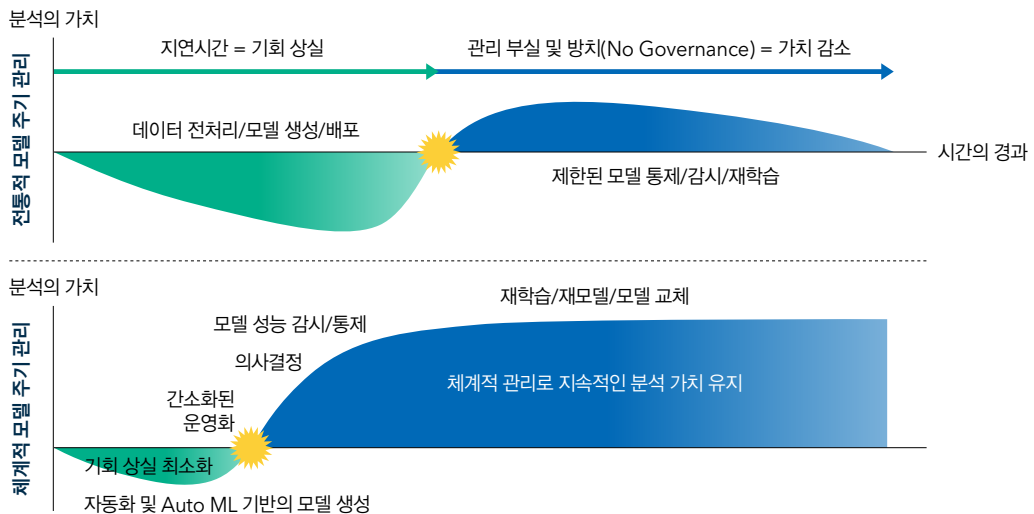 분석의 가치
전통적 모델 주기 관리
지연시간 = 기회 상실
관리 부실 및 방치(No Governance) = 가치 감소
데이터 전처리/모델 생성/배포
시간의 경과
제한된 모델 통제/감시/재학습
분석의 가치
체계적 모델 주기 관리
재학습/재모델/모델 교체
모델 성능 감시/통제
의사결정
체계적 관리로 지속적인 분석 가치 유지
간소화된
운영화
기회 상실 최소화
자동화 및 Auto ML 기반의 모델 생성